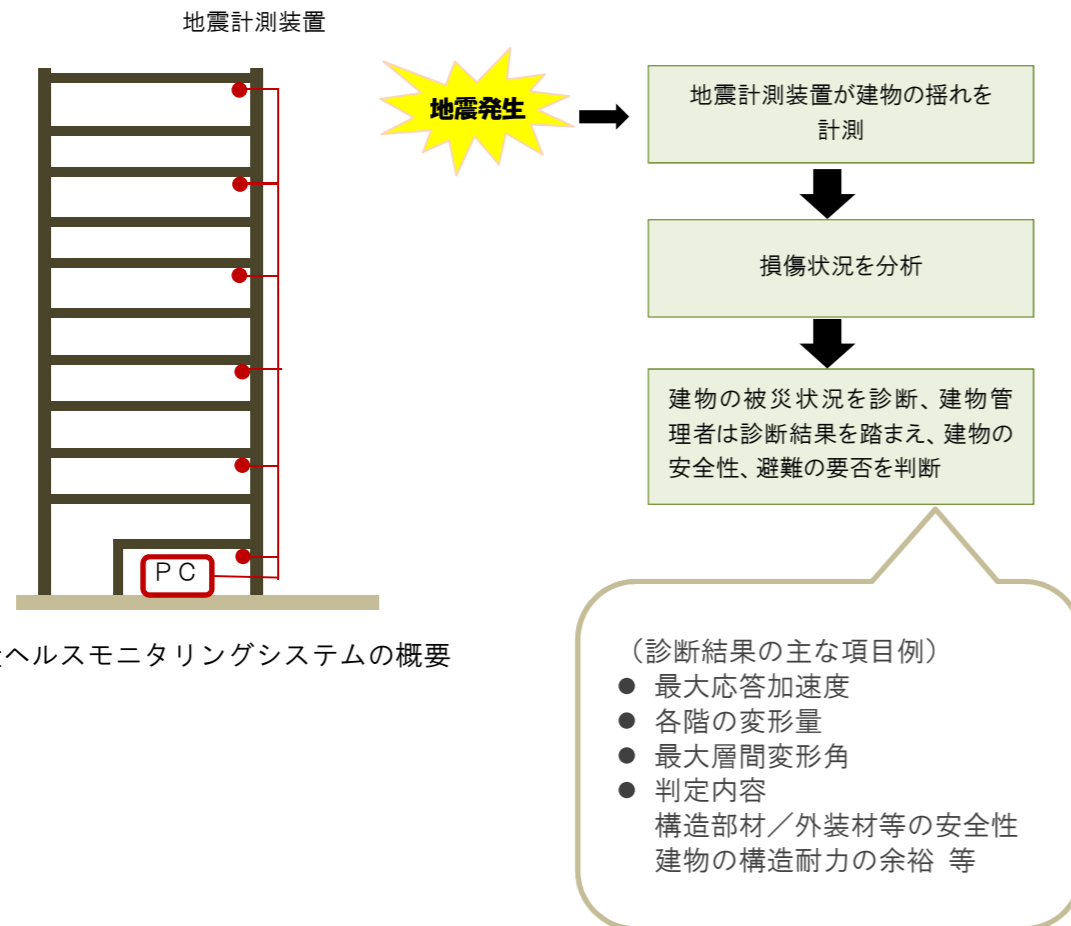 地震計測装置
地震発生
地震計測装置が建物の揺れを
計測
損傷状況を分析
建物の被災状況を診断、建物管
理者は診断結果を踏まえ、建物の
安全性、避難の要否を判断
ＰＣ
ヘルスモニタリングシステムの概要
（診断結果の主な項目例）
● 最大応答加速度
● 各階の変形量
● 最大層間変形角
● 判定内容
構造部材／外装材等の安全性
建物の構造耐力の余裕 等